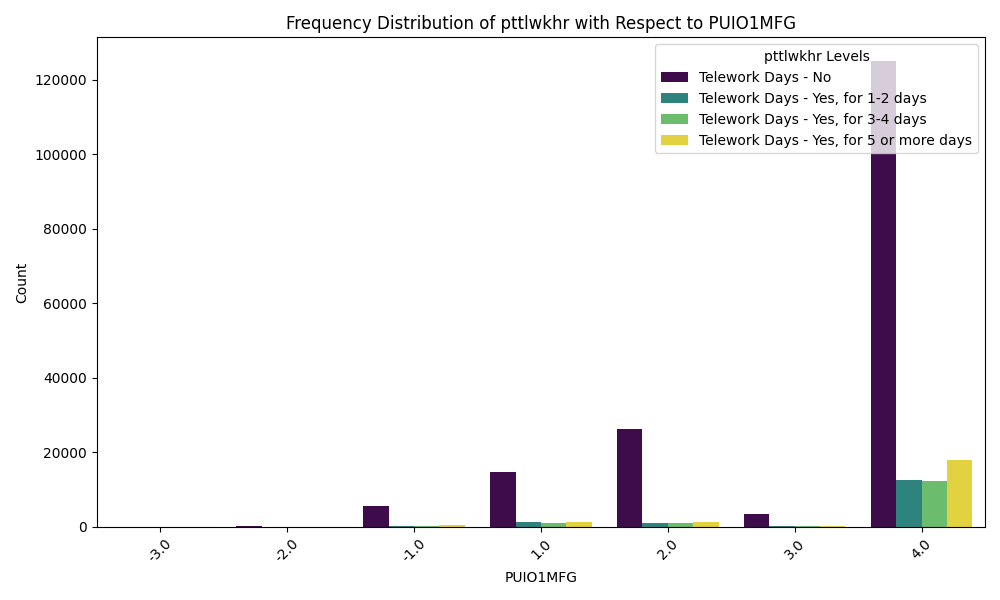 Frequency Distribution of pttlwkhr with Respect to PUIO1MFG
pttlwkhr Levels
Telework Days - No
Telework Days - Yes, for 1-2 days
Telework Days - Yes, for 3-4 days
Telework Days - Yes, for 5 or more days
Count
120000
100000
80000
60000
40000
20000
0
-3.0
-2.0
-1.0
1.0
2.0
3.0
4.0
PUIO1MFG